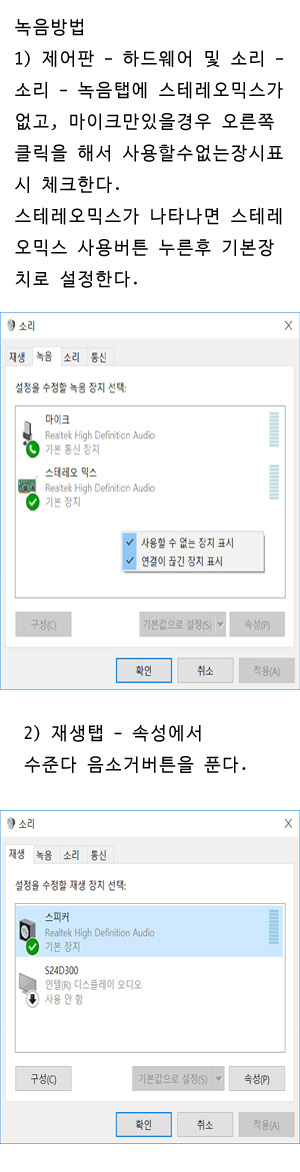 녹음방법
1) 제어판 - 하드웨어 및 소리 -
소리 - 녹음탭에 스테레오믹스가
없고, 마이크만있을경우 오른쪽
클릭을 해서 사용할수없는장시표
시 체크한다.
스테레오믹스가 나타나면 스테레
오믹스 사용버튼 누른후 기본장
치로 설정한다.
소리 X
재생 녹음 소리 통신
설정을 수정할 녹음 장치 선택:
마이크
Realtek High Definition Audio
기본 통신 장치
스테레오 믹스
Realtek High Definition Audio
기본 장치
사용할 수 없는 장치 표시
연결이 끊긴 장치 표시
구성(C) 기본값으로 설정(S) 속성(P)
확인 취소 적용(A)
2) 재생탭 - 속성에서
수준다 음소거버튼을 푼다.
소리 X
재생 녹음 소리 통신
설정을 수정할 재생 장치 선택:
스피커
Realtek High Definition Audio
기본 장치
S24D300
인텔(R) 디스플레이 오디오
사용 안 함
구성(C) 기본값으로 설정(S) 속성(P)
확인 취소 적용(A)